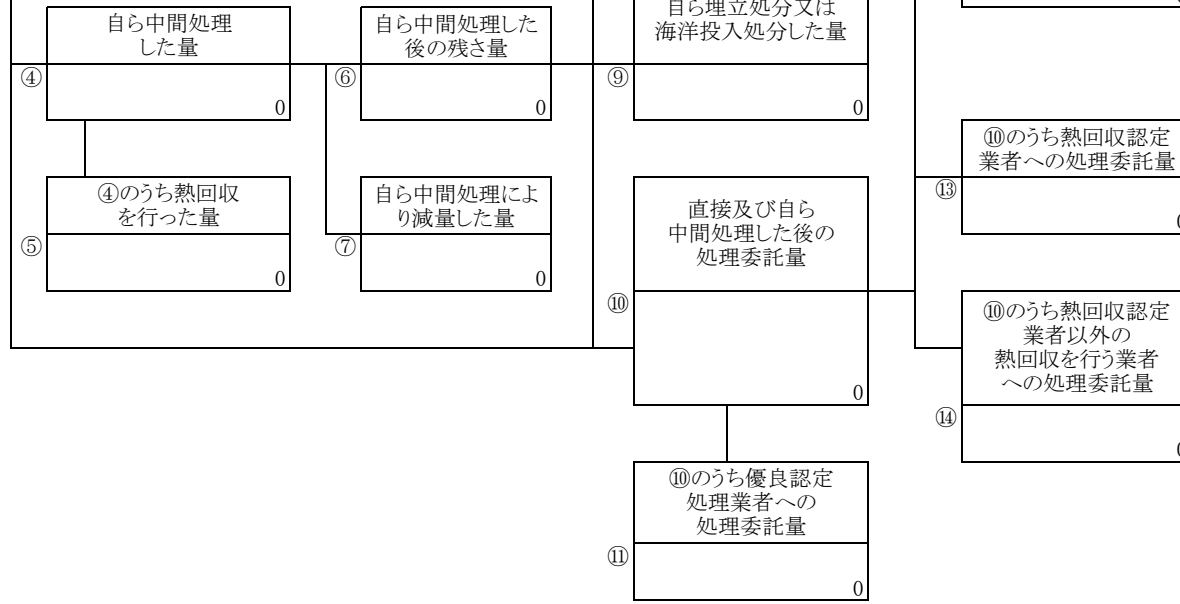 自ら中間処理
した量
④
0
自ら中間処理した
後の残さ量
⑥
0
自ら埋立処分又は
海洋投入処分した量
⑨
0
④のうち熱回収
を行った量
⑤
0
自ら中間処理によ
り減量した量
⑦
0
直接及び自ら
中間処理した後の
処理委託量
⑩
0
⑩のうち優良認定
処理業者への
処理委託量
⑪
0
⑩のうち熱回収認定
業者への処理委託量
⑬
0
⑩のうち熱回収認定
業者以外の
熱回収を行う業者
への処理委託量
⑭
0